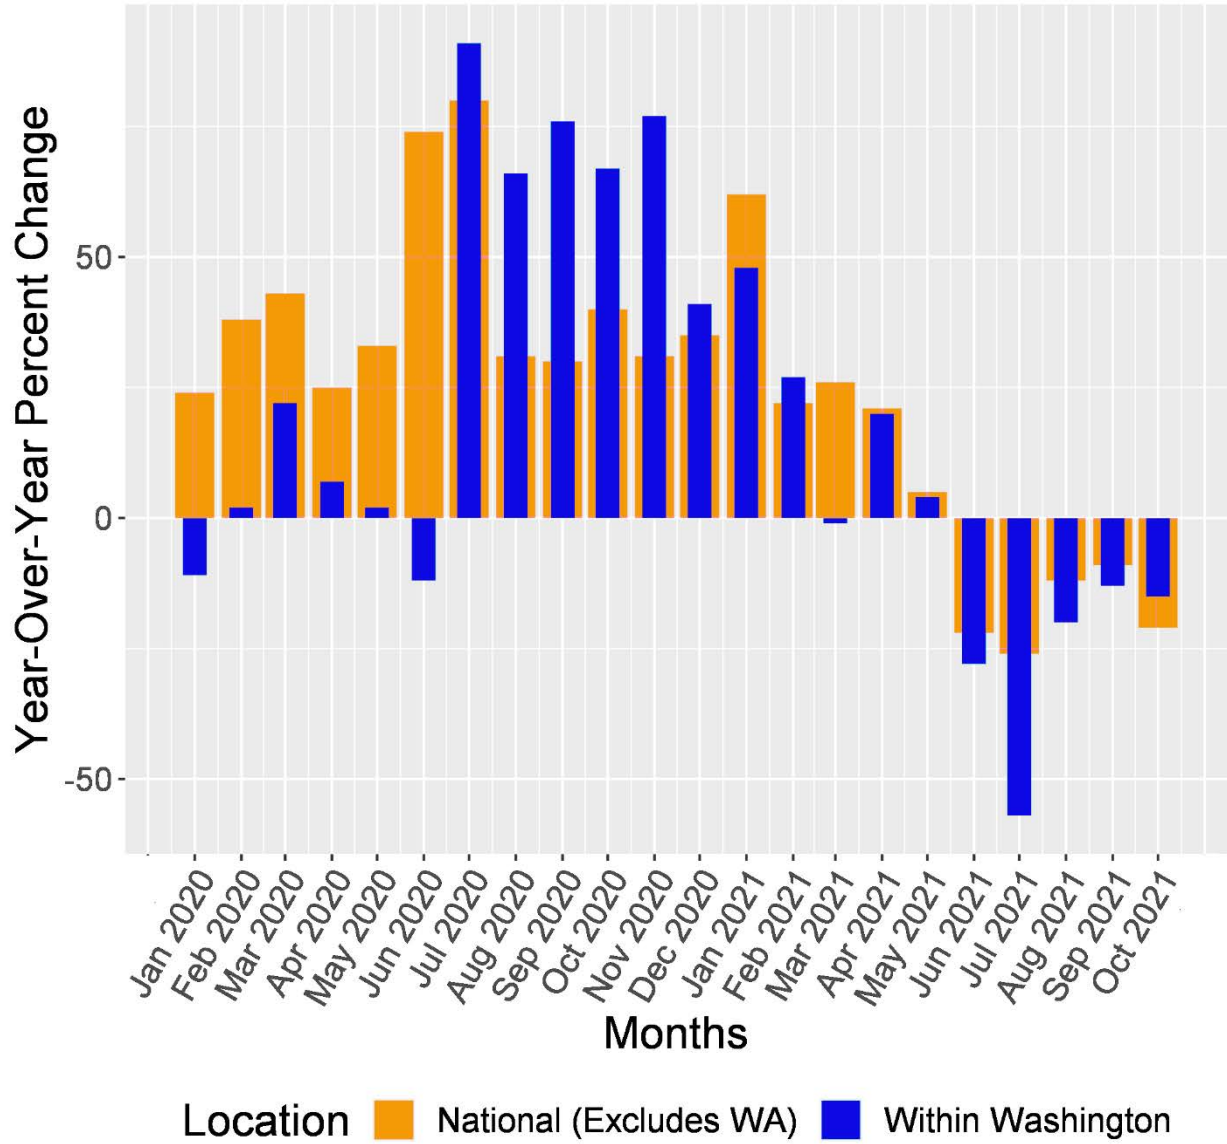 Year-Over-Year Percent Change
50
0
-50
Jan 2020
Feb 2020
Mar 2020
Apr 2020
May 2020
Jun 2020
Jul 2020
Aug 2020
Sep 2020
Oct 2020
Nov 2020
Dec 2020
Jan 2021
Feb 2021
Mar 2021
Apr 2021
May 2021
Jun 2021
Jul 2021
Aug 2021
Sep 2021
Oct 2021
Months
Location National (Excludes WA) Within Washington